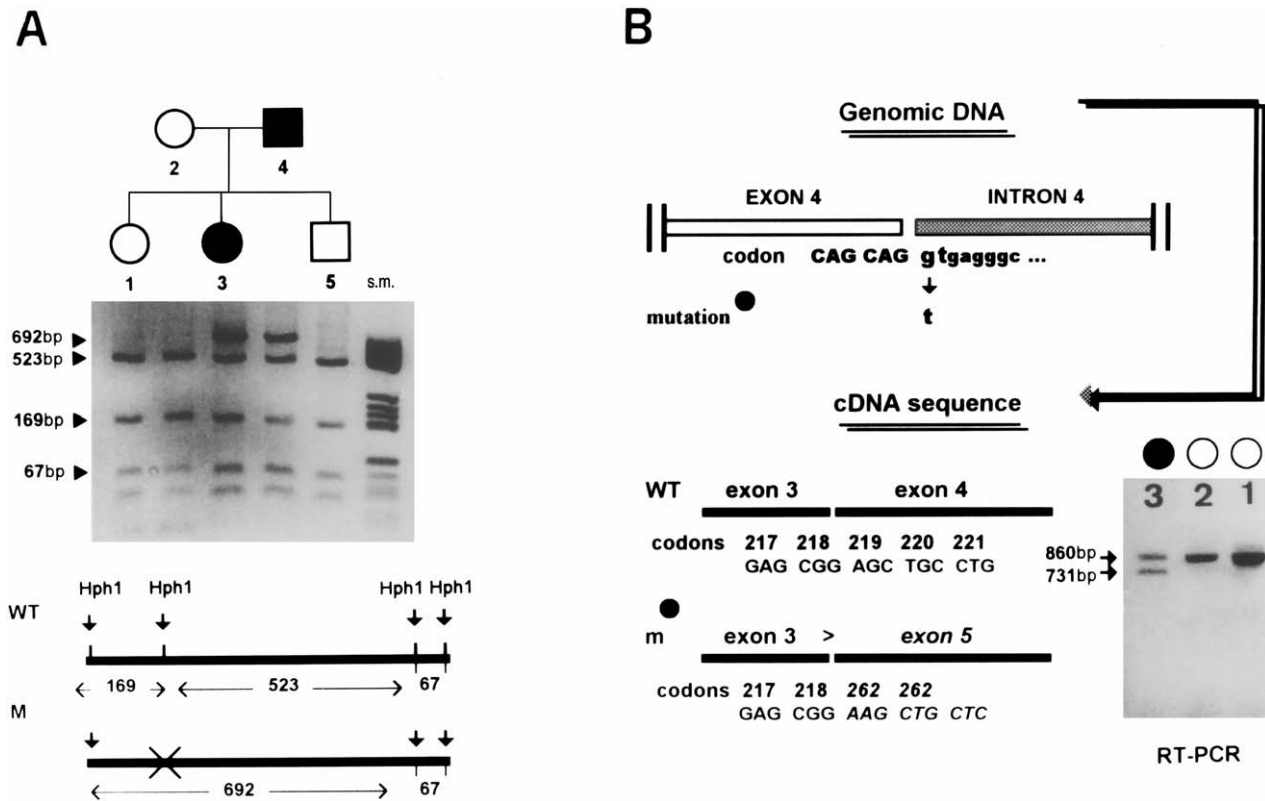 A
2 4
1 3 5 s.m.
692bp
523bp
169bp
67bp
Hph1 Hph1 Hph1 Hph1
WT
169 523 67
M
692 67
B
Genomic DNA
EXON 4 INTRON 4
codon CAG CAG gtgagggc ...
mutation t
cDNA sequence
WT exon 3 exon 4
codons 217 218 219 220 221
GAG CGG AGC TGC CTG
m exon 3 > exon 5
codons 217 218 262 262
GAG CGG AAG CTG CTC
3 2 1
860bp
731bp
RT-PCR